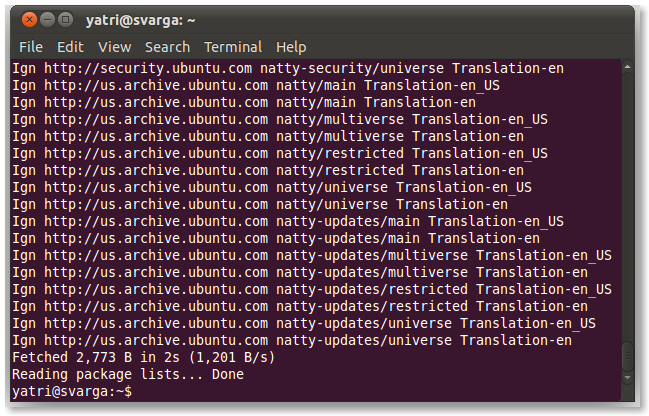 yatri@svarga: ~
File Edit View Search Terminal Help
Ign http://security.ubuntu.com natty-security/universe Translation-en
Ign http://us.archive.ubuntu.com natty/main Translation-en_US
Ign http://us.archive.ubuntu.com natty/main Translation-en
Ign http://us.archive.ubuntu.com natty/multiverse Translation-en_US
Ign http://us.archive.ubuntu.com natty/multiverse Translation-en
Ign http://us.archive.ubuntu.com natty/restricted Translation-en_US
Ign http://us.archive.ubuntu.com natty/restricted Translation-en
Ign http://us.archive.ubuntu.com natty/universe Translation-en_US
Ign http://us.archive.ubuntu.com natty/universe Translation-en
Ign http://us.archive.ubuntu.com natty-updates/main Translation-en_US
Ign http://us.archive.ubuntu.com natty-updates/main Translation-en
Ign http://us.archive.ubuntu.com natty-updates/multiverse Translation-en_US
Ign http://us.archive.ubuntu.com natty-updates/multiverse Translation-en
Ign http://us.archive.ubuntu.com natty-updates/restricted Translation-en_US
Ign http://us.archive.ubuntu.com natty-updates/restricted Translation-en
Ign http://us.archive.ubuntu.com natty-updates/universe Translation-en_US
Ign http://us.archive.ubuntu.com natty-updates/universe Translation-en
Fetched 2,773 B in 2s (1,201 B/s)
Reading package lists... Done
yatri@svarga:~$